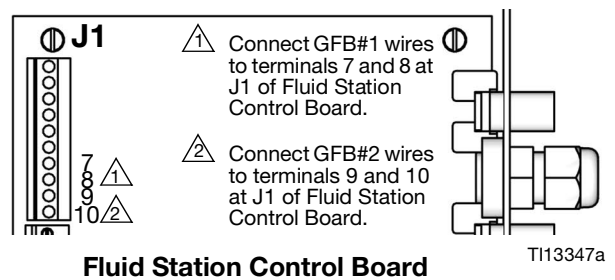 J1
1 Connect GFB#1 wires
to terminals 7 and 8 at
J1 of Fluid Station
Control Board.
2 Connect GFB#2 wires
to terminals 9 and 10
at J1 of Fluid Station
Control Board.
7
8 1
9
10 2
Fluid Station Control Board
TI13347a